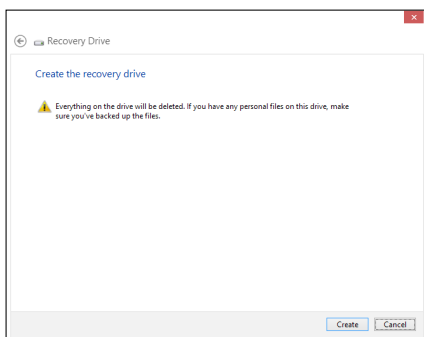 Recovery Drive
Create the recovery drive
Everything on the drive will be deleted. If you have any personal files on this drive, make
sure you've backed up the files.
Create Cancel